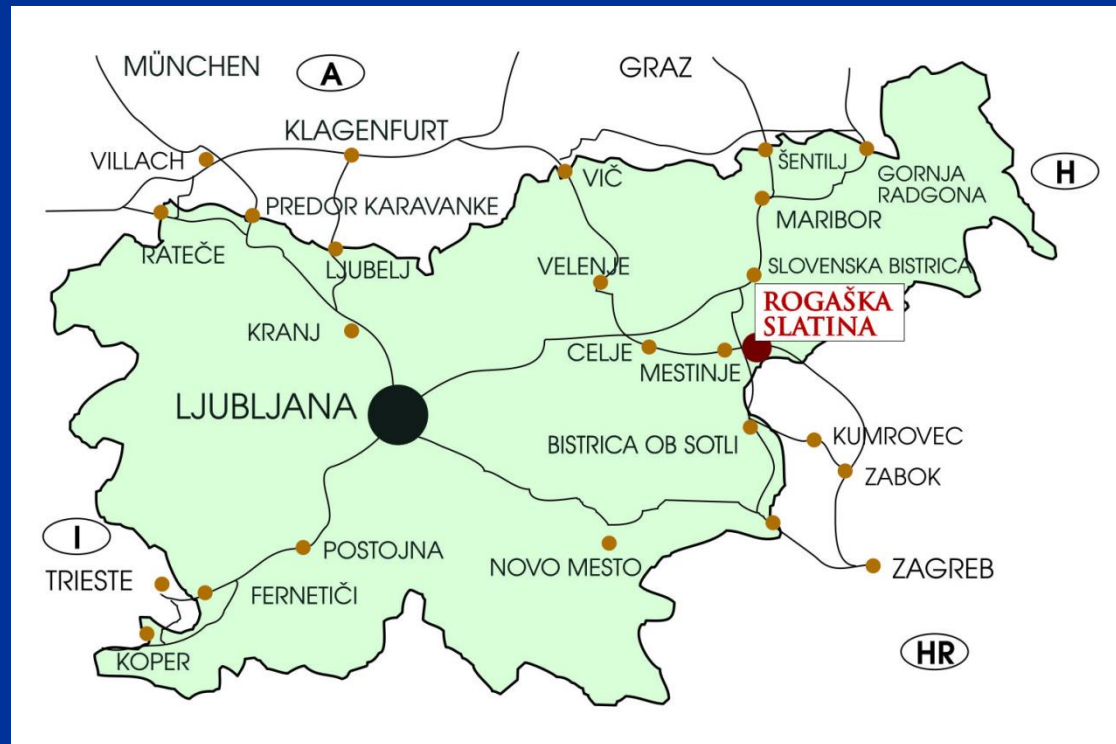 MÜNCHEN
A
GRAZ
KLAGENFURT
VILLACH
VIČ
ŠENTILJ
GORNJA
RADGONA
H
PREDOR KARAVANKE
MARIBOR
RATEČE
LJUBELJ
VELENJE
SLOVENSKA BISTRICA
ROGAŠKA
SLATINA
KRANJ
CELJE
MESTINJE
LJUBLJANA
BISTRICA OB SOTLI
KUMROVEC
ZABOK
I
TRIESTE
POSTOJNA
NOVO MESTO
ZAGREB
FERNETIČI
KOPER
HR